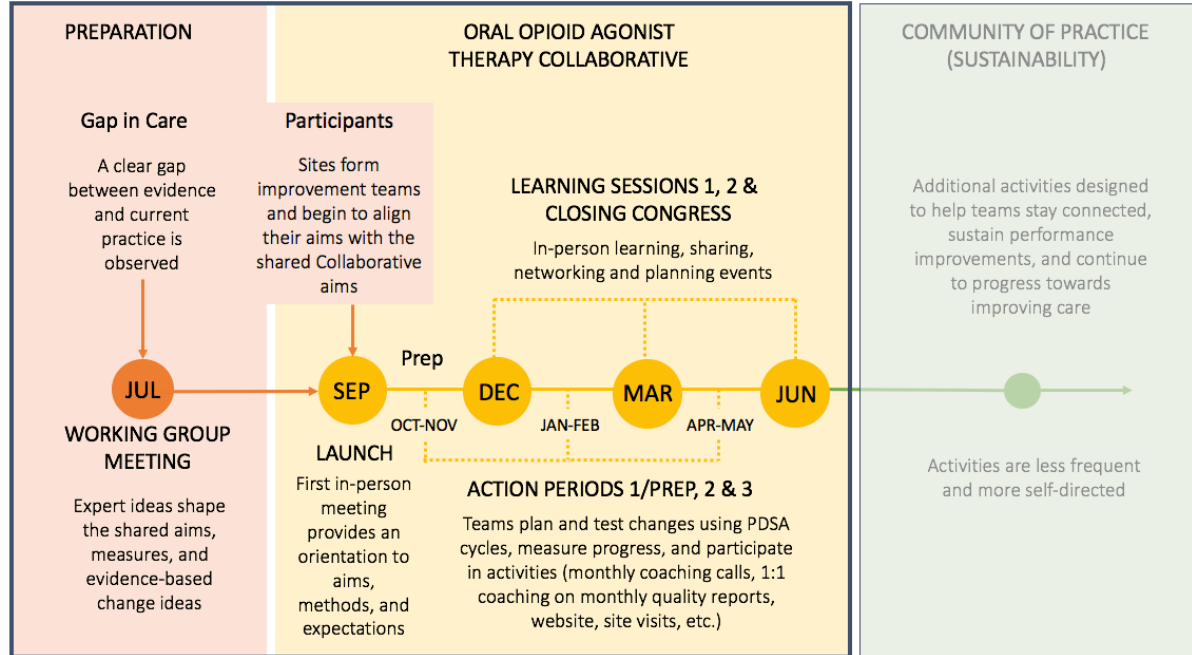 PREPARATION
Gap in Care
A clear gap
between evidence
and current
practice is
observed
JUL
WORKING GROUP
MEETING
Expert ideas shape
the shared aims,
measures, and
evidence-based
change ideas
ORAL OPIOID AGONIST
THERAPY COLLABORATIVE
Participants
Sites form
improvement teams
and begin to align
their aims with the
shared Collaborative
aims
LEARNING SESSIONS 1, 2 &
CLOSING CONGRESS
In-person learning, sharing,
networking and planning events
SEP
Prep
DEC
MAR
JUN
OCT-NOV
JAN-FEB
APR-MAY
LAUNCH
First in-person
meeting
provides an
orientation to
aims,
methods, and
expectations
ACTION PERIODS 1/PREP, 2 & 3
Teams plan and test changes using PDSA
cycles, measure progress, and participate
in activities (monthly coaching calls, 1:1
coaching on monthly quality reports,
website, site visits, etc.)
COMMUNITY OF PRACTICE
(SUSTAINABILITY)
Additional activities designed
to help teams stay connected,
sustain performance
improvements, and continue
to progress towards
improving care
Activities are less frequent
and more self-directed